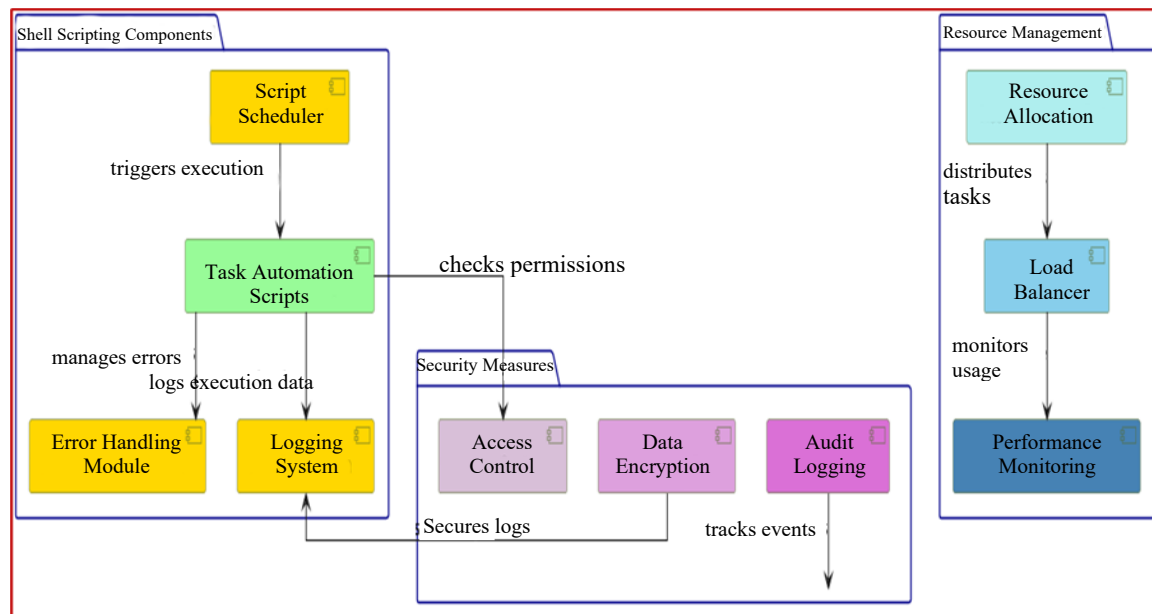 Shell Scripting Components
Script
Scheduler
triggers execution
Task Automation
Scripts
manages errors
logs execution data
Error Handling
Module
Logging
System
checks permissions
Security Measures
Access
Control
Data
Encryption
Audit
Logging
Secures logs
tracks events
Resource Management
Resource
Allocation
distributes
tasks
Load
Balancer
monitors
usage
Performance
Monitoring